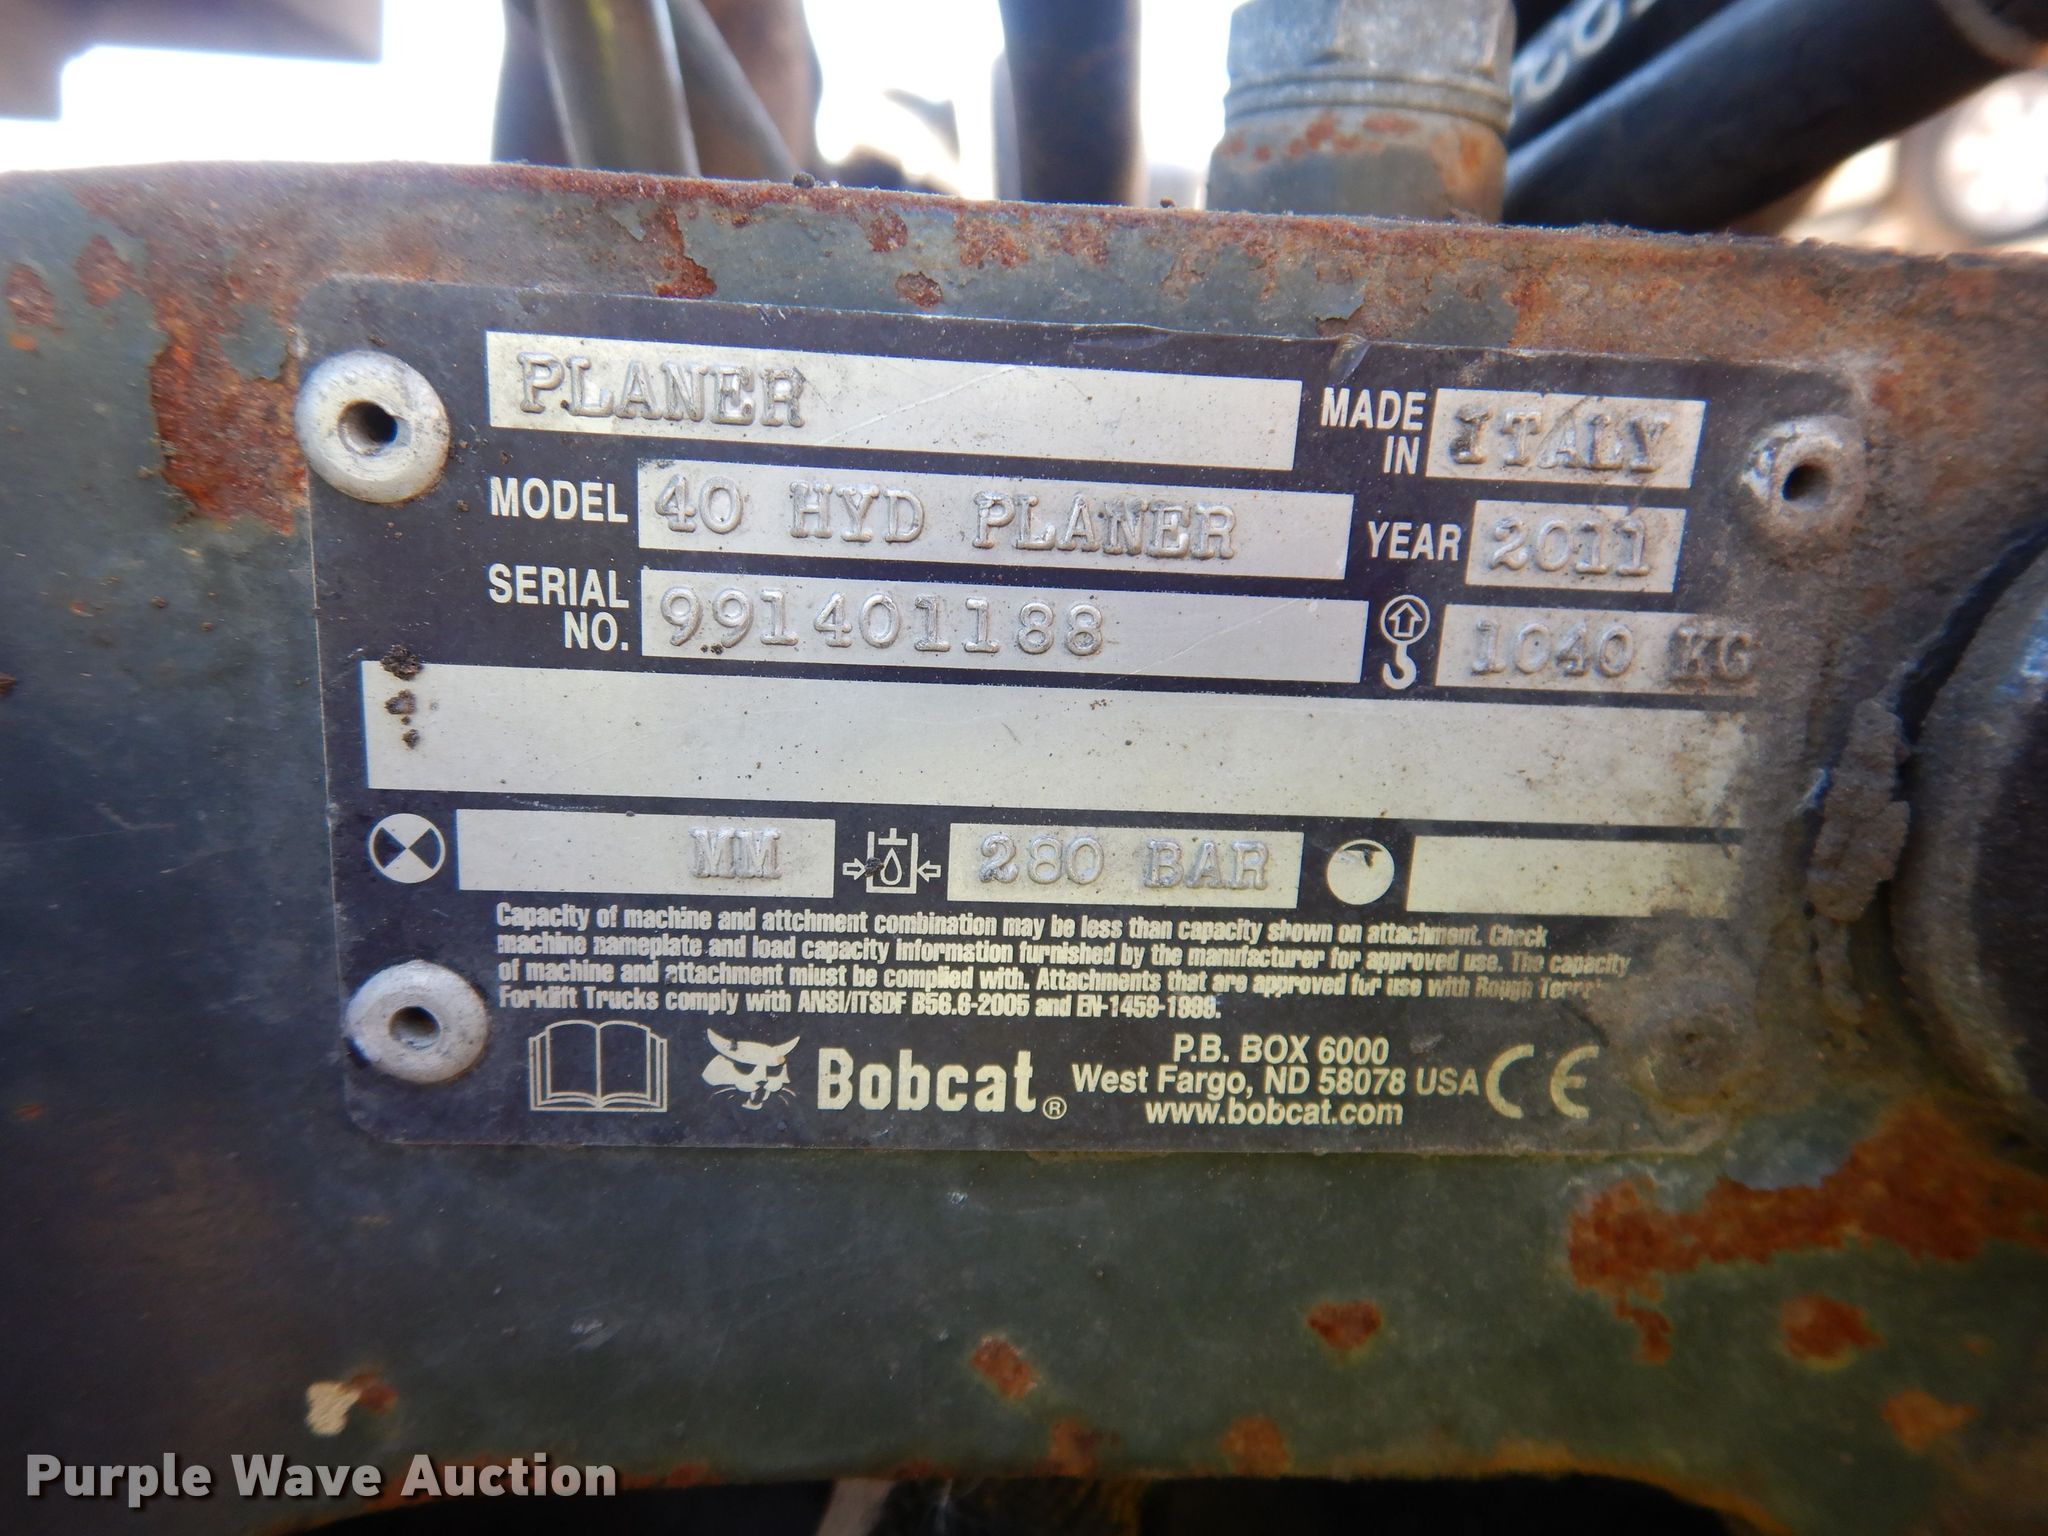 PLANER
MADE IN ITALY
MODEL 40 HYD PLANER
YEAR 2011
SERIAL NO. 991401188
1040 KG
MM
280 BAR
Capacity of machine and attchment combination may be less than capacity shown on attachment. Check
machine nameplate and load capacity information furnished by the manufacturer for approved use. The capacity
of machine and attachment miust be complied with. Attachments that are approved for use with Rough
Forklift Trucks comply with ANSI/ITSDF B56.6-2005 and EN-1459-1999.
Bobcat®
P.B. BOX 6000
West Fargo, ND 58078 USA
www.bobcat.com
CE
Purple Wave Auction